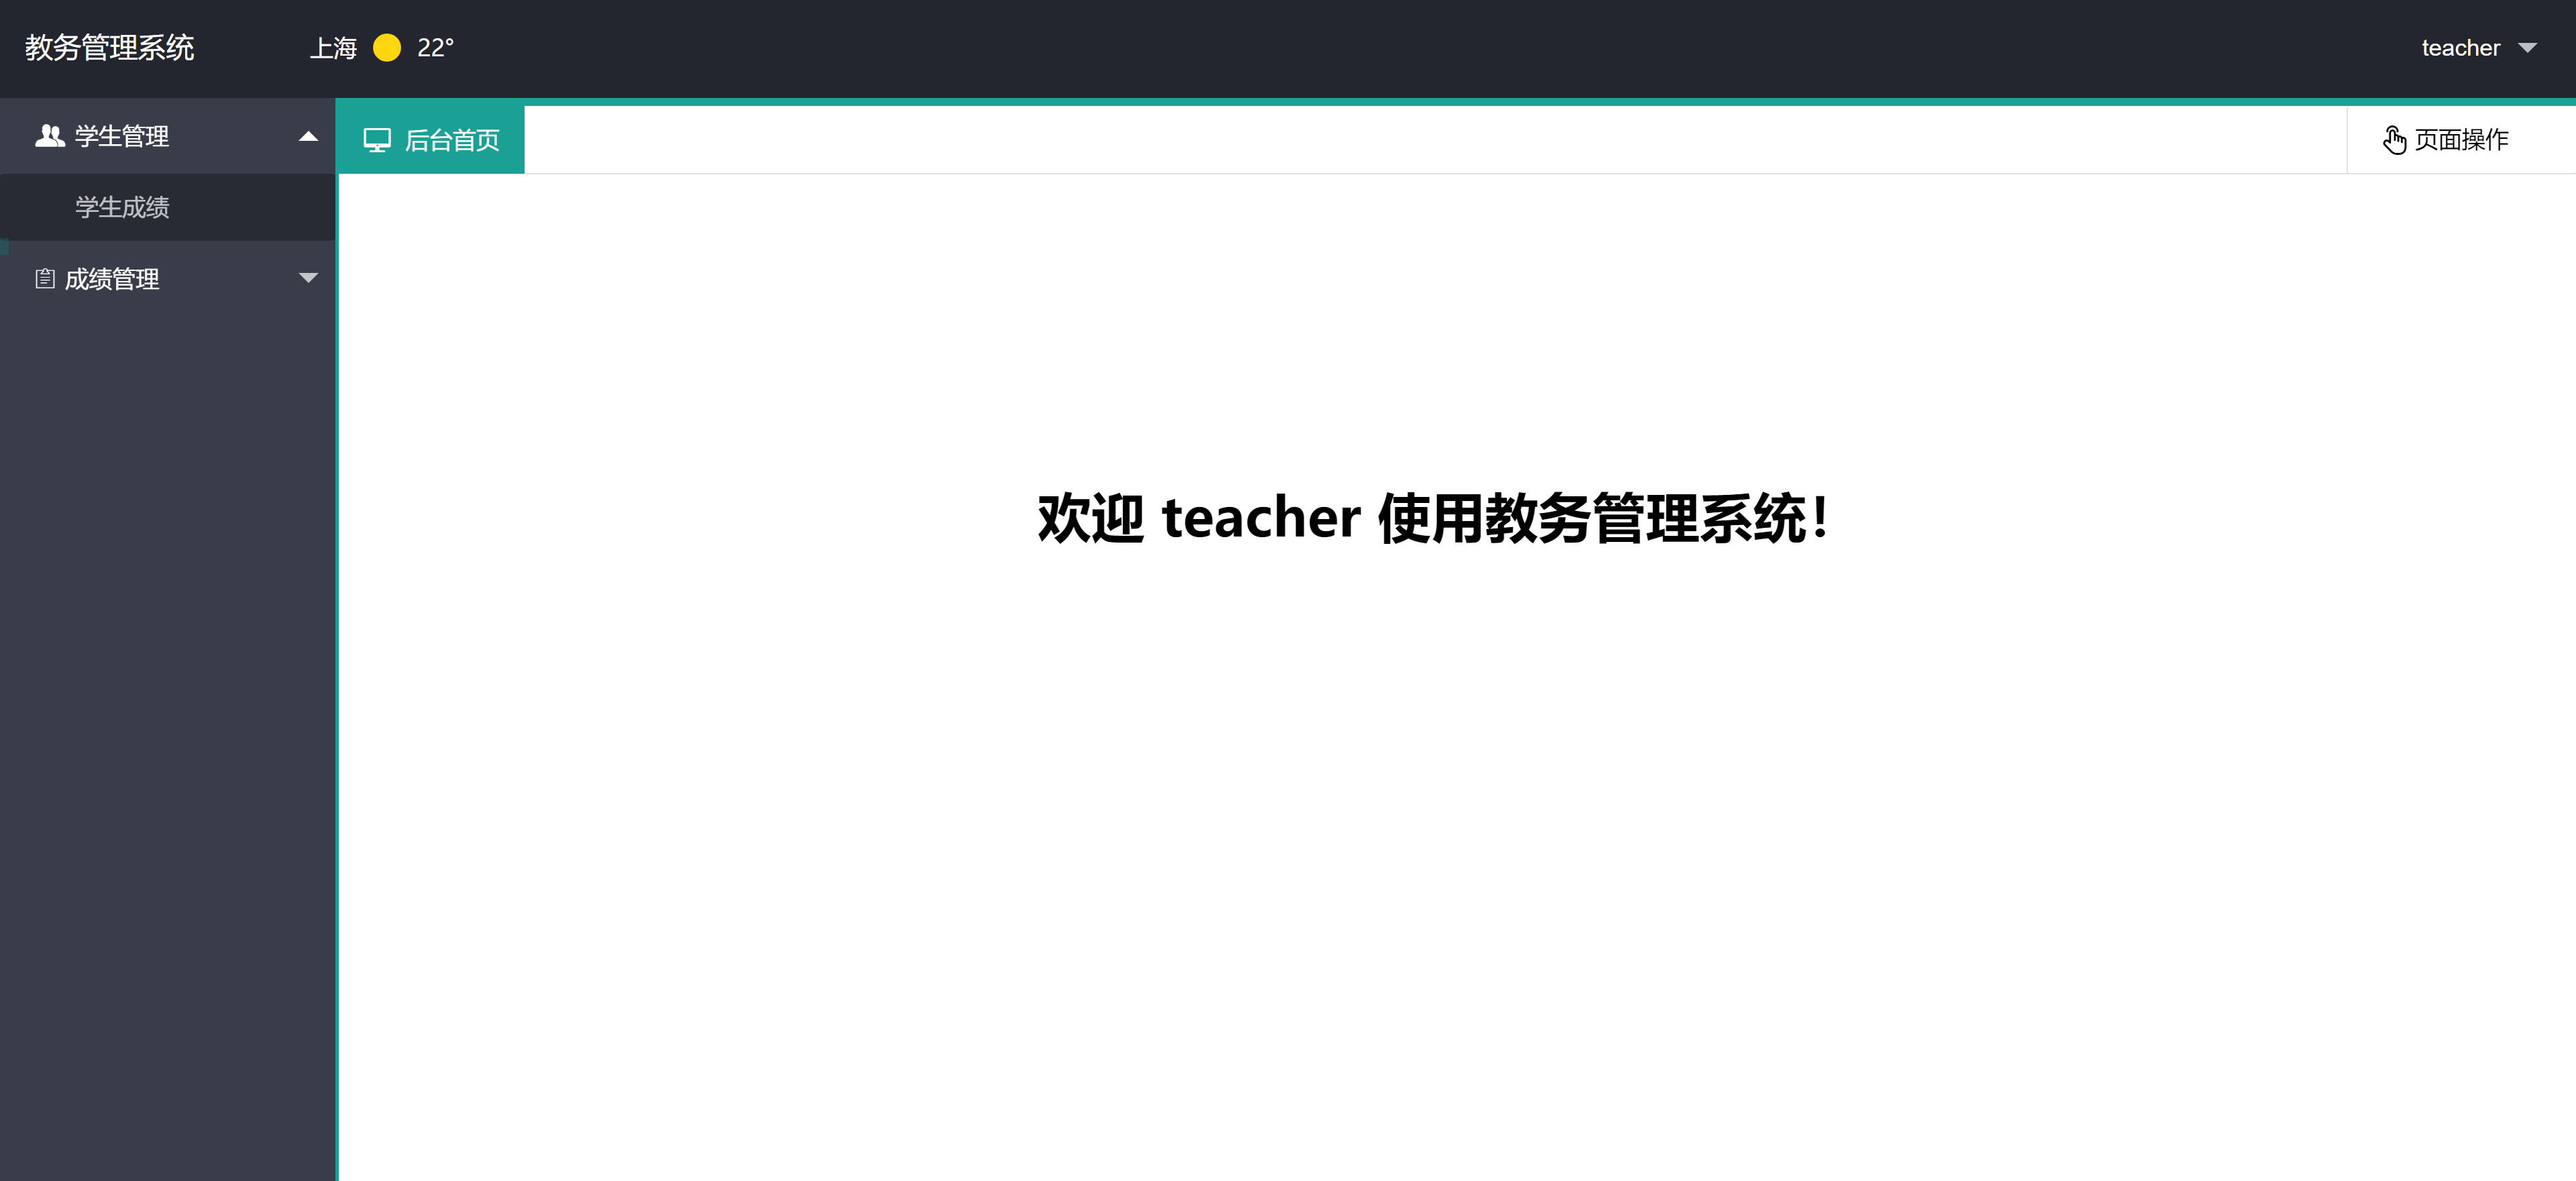 教务管理系统
上海 22°
teacher
学生管理
后台首页
页面操作
学生成绩
成绩管理
欢迎 teacher 使用教务管理系统！